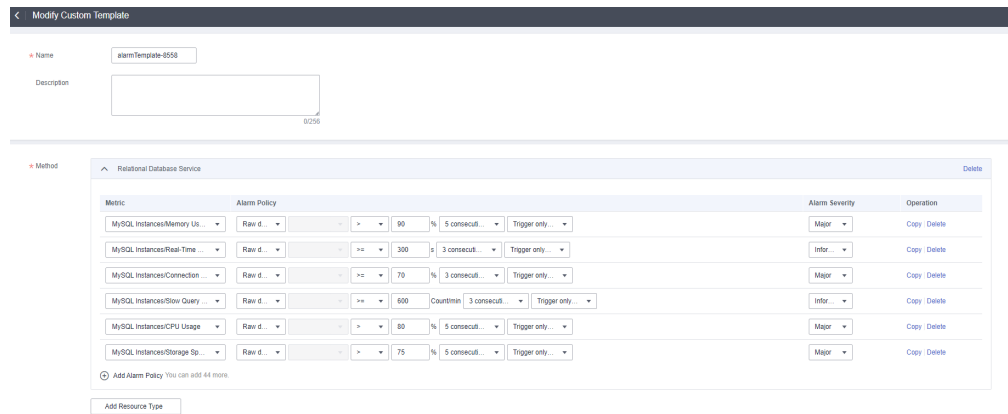 Modify Custom Template
* Name alarmTemplate-8558
Description
0/256
* Method Relational Database Service Delete
Metric Alarm Policy Alarm Severity Operation
MySQL Instances/Memory Us... Raw d... > 90 % 5 consecuti... Trigger only... Major Copy | Delete
MySQL Instances/Real-Time ... Raw d... >= 300 s 3 consecuti... Trigger only... Infor... Copy | Delete
MySQL Instances/Connection ... Raw d... >= 70 % 3 consecuti... Trigger only... Major Copy | Delete
MySQL Instances/Slow Query ... Raw d... >= 600 Count/min 3 consecuti... Trigger only... Infor... Copy | Delete
MySQL Instances/CPU Usage Raw d... > 80 % 5 consecuti... Trigger only... Major Copy | Delete
MySQL Instances/Storage Sp... Raw d... > 75 % 5 consecuti... Trigger only... Major Copy | Delete
Add Alarm Policy You can add 44 more.
Add Resource Type